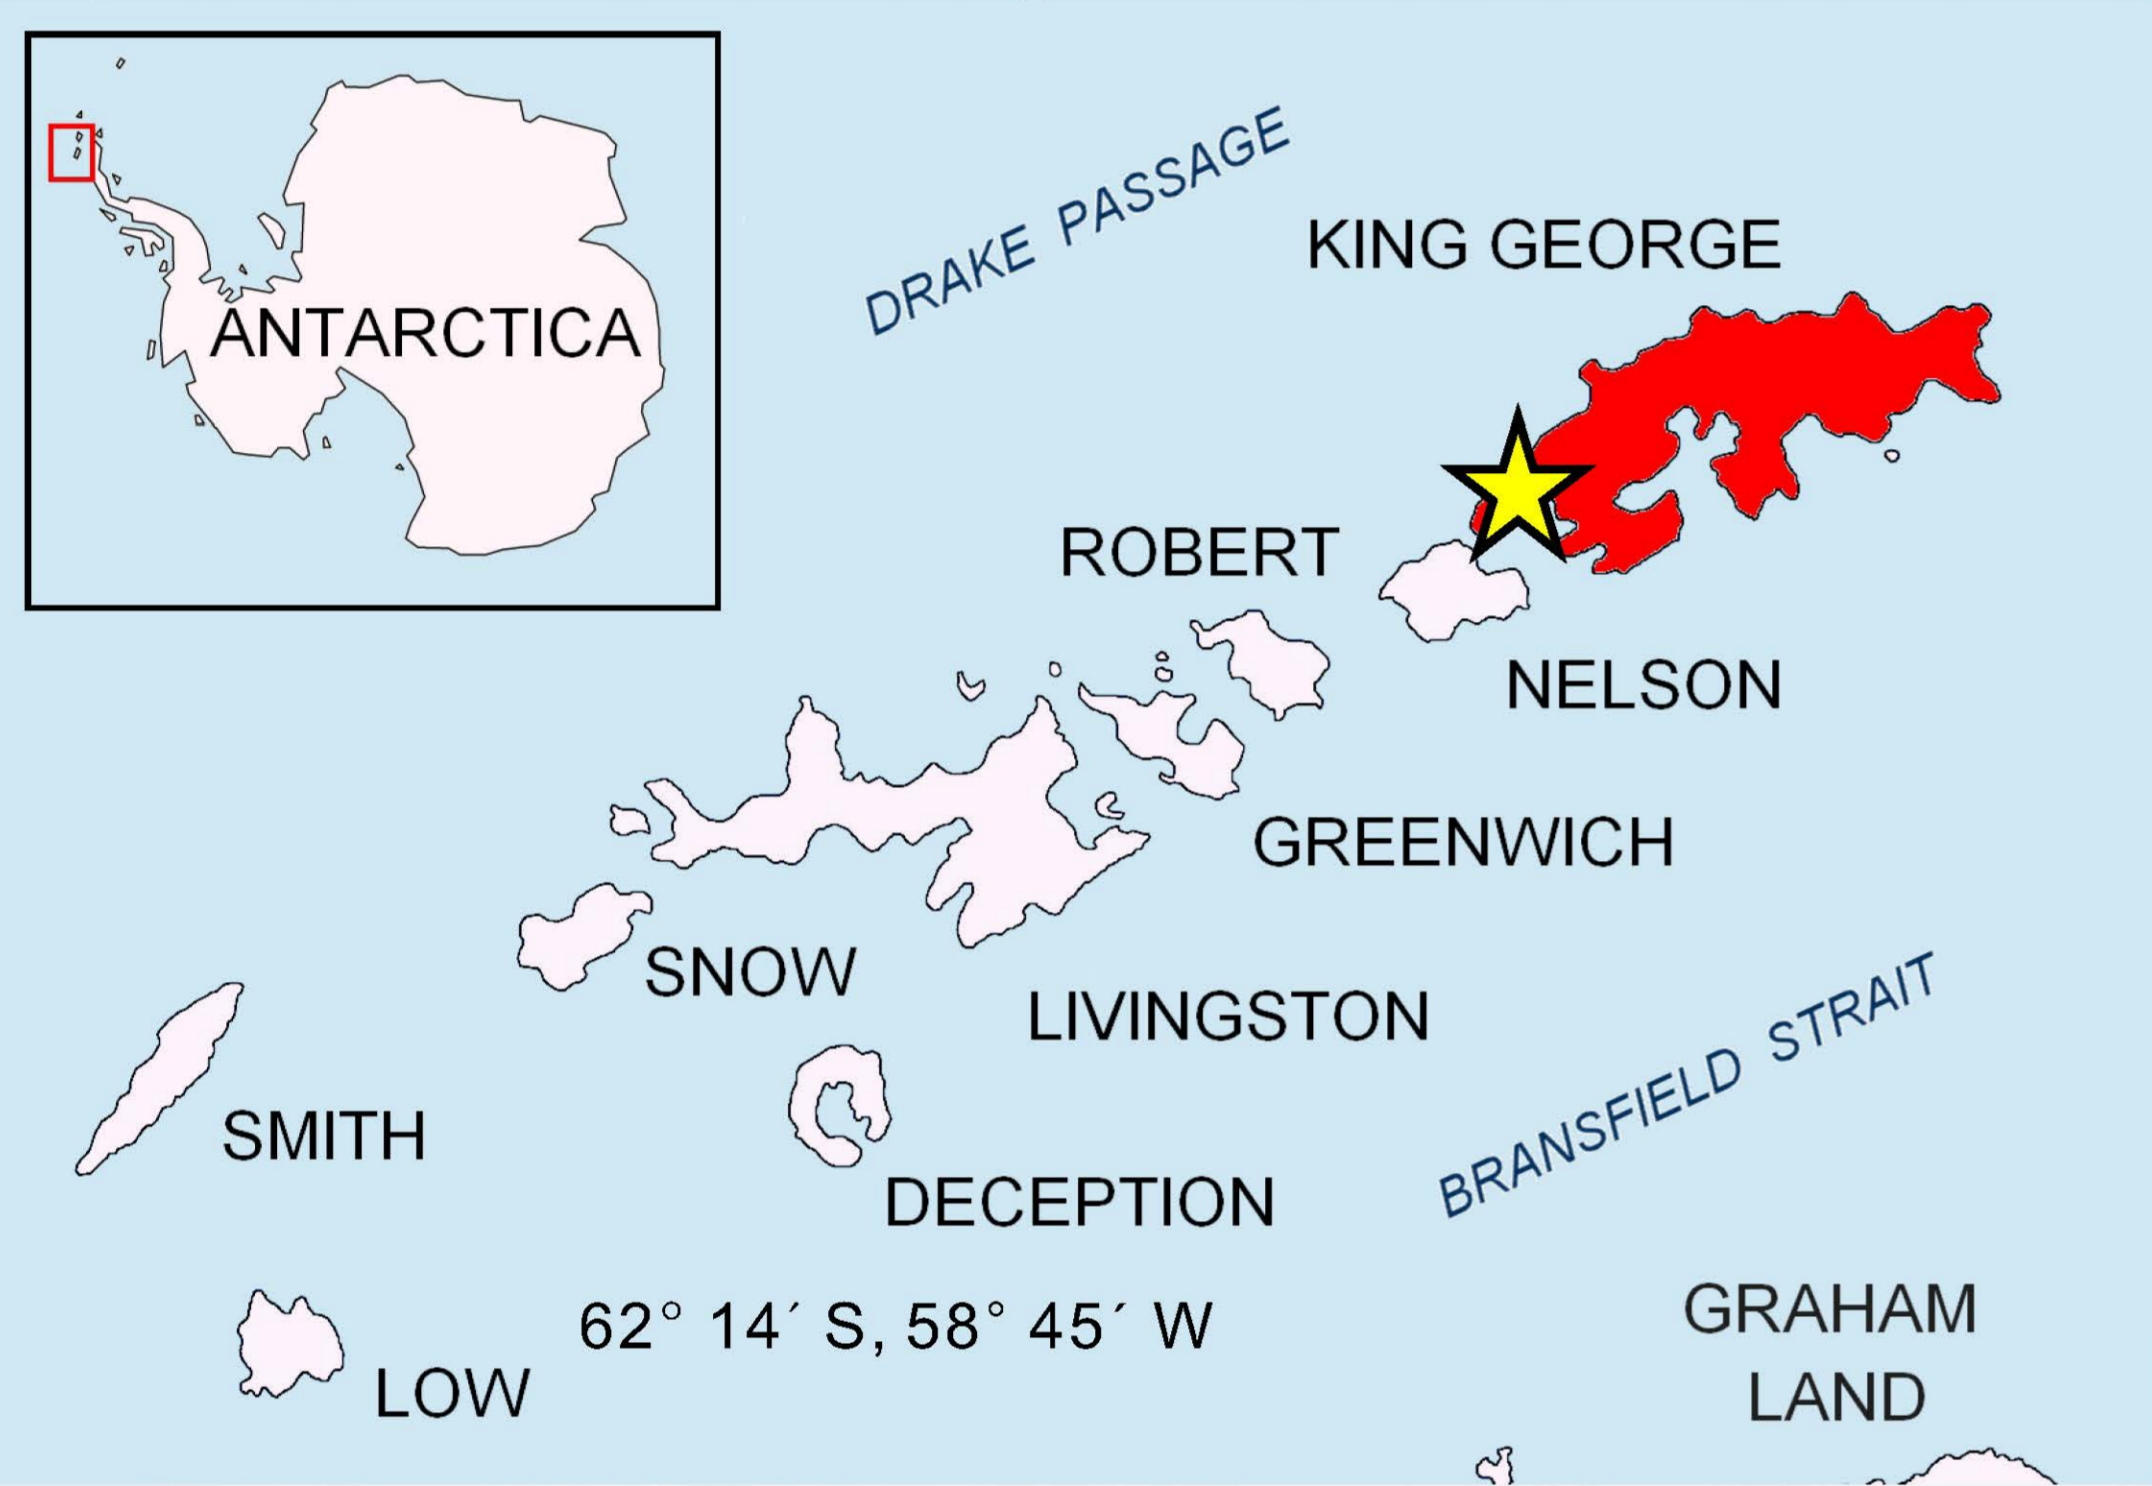 ANTARCTICA
DRAKE PASSAGE
KING GEORGE
ROBERT
NELSON
GREENWICH
SNOW
LIVINGSTON
SMITH
DECEPTION
BRANSFIELD STRAIT
62° 14′ S, 58° 45′ W
LOW
GRAHAM
LAND